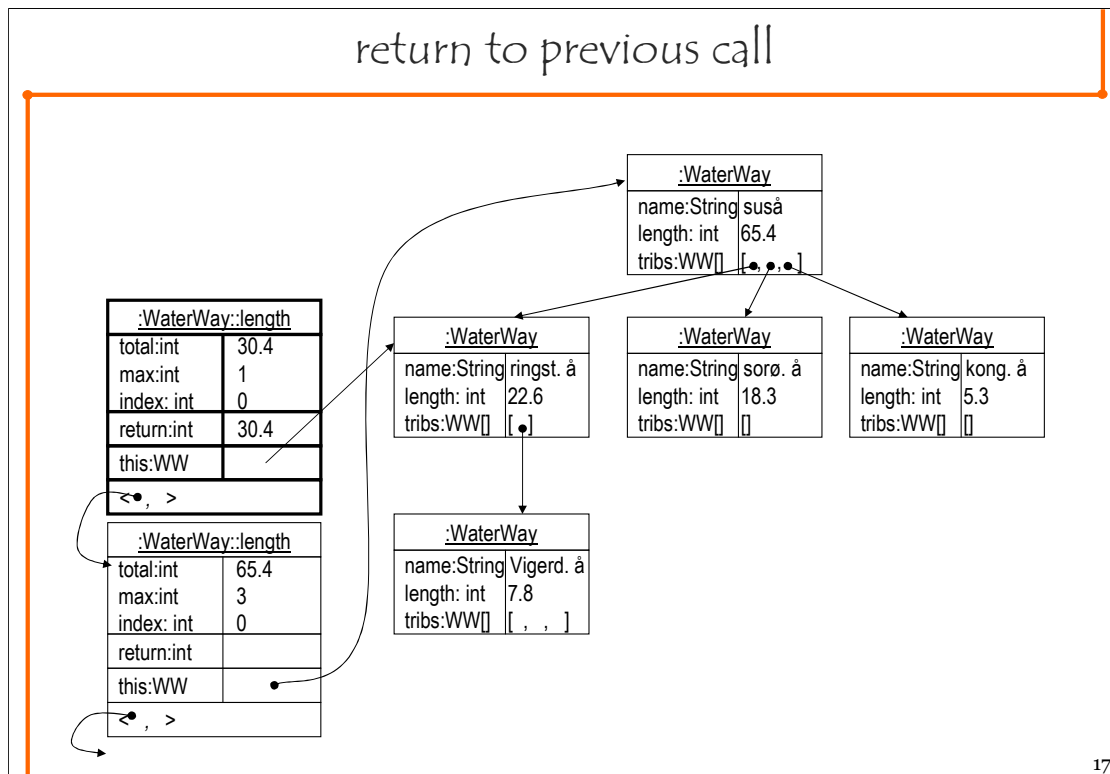 return to previous call
:WaterWay
name:String suså
length: int 65.4
tribs:WW[] [ , , ]
:WaterWay::length
total:int 30.4
max:int 1
index: int 0
return:int 30.4
this:WW
< , >
:WaterWay
name:String ringst. å
length: int 22.6
tribs:WW[] [ ]
:WaterWay
name:String sorø. å
length: int 18.3
tribs:WW[] []
:WaterWay
name:String kong. å
length: int 5.3
tribs:WW[] []
:WaterWay::length
total:int 65.4
max:int 3
index: int 0
return:int
this:WW
< , >
:WaterWay
name:String Vigerd. å
length: int 7.8
tribs:WW[] [ , , ]
17